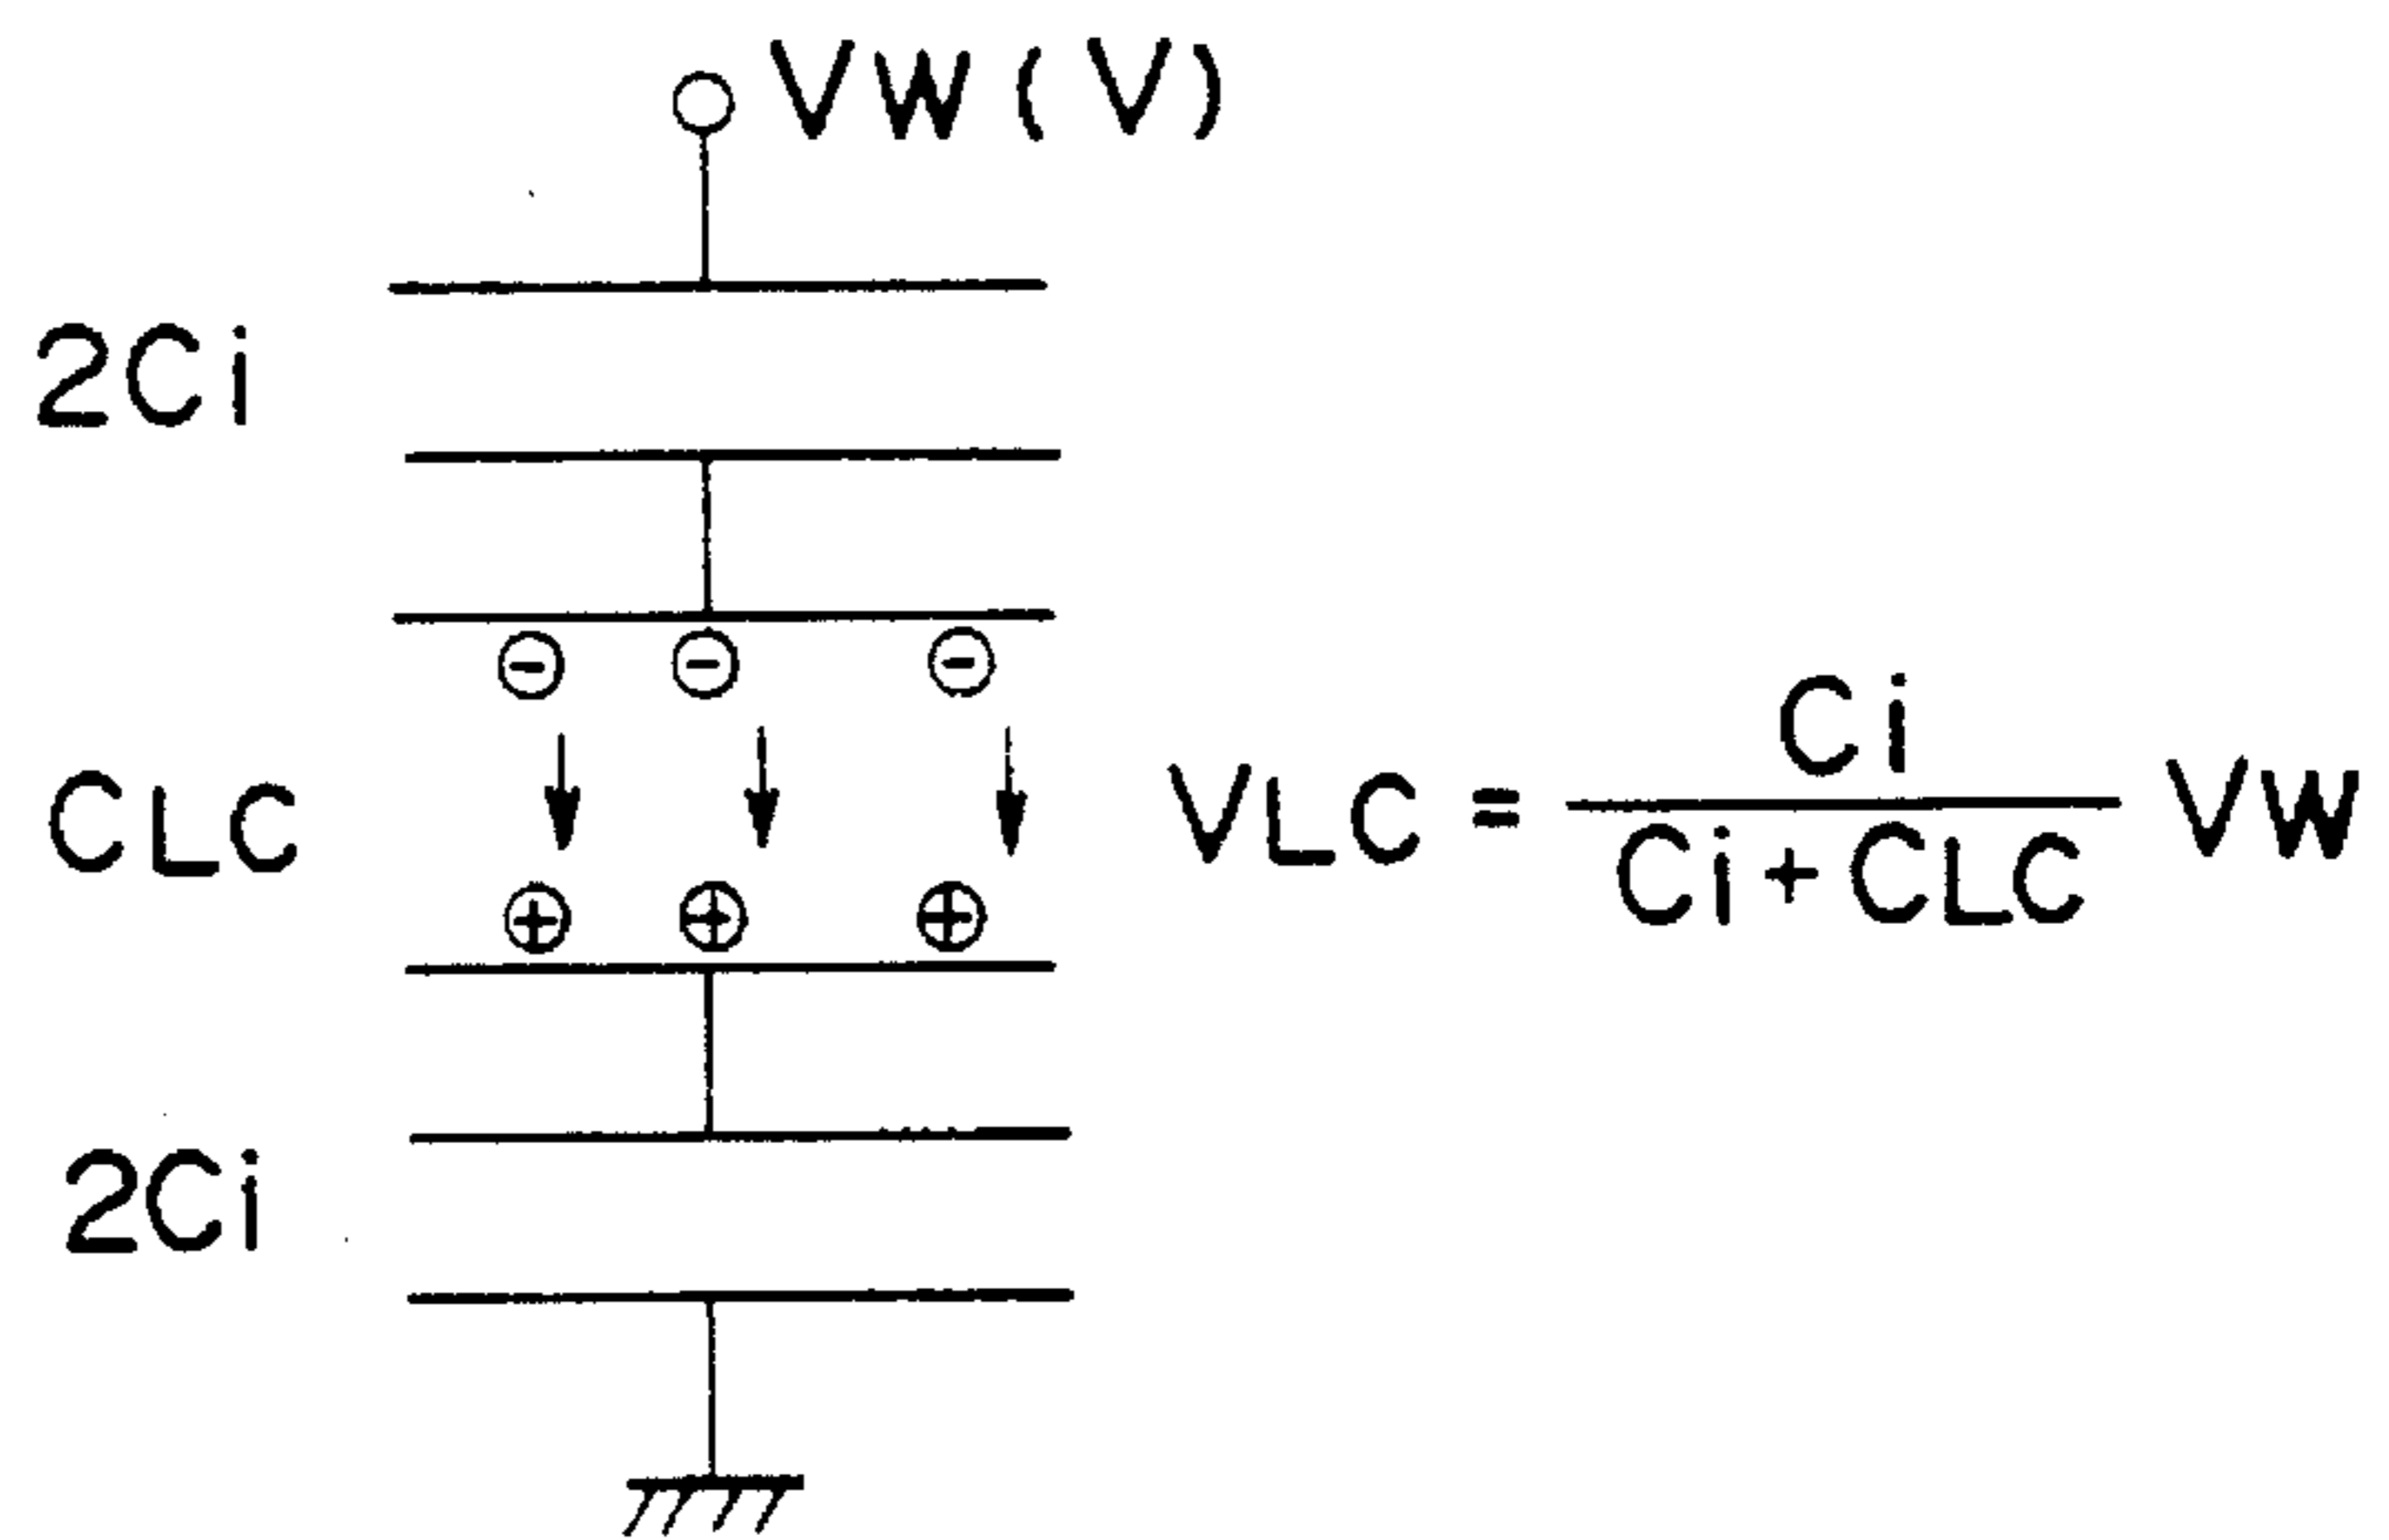 VW (V)
2Ci
CLC
VLC = Ci / Ci + CLC VW
2Ci